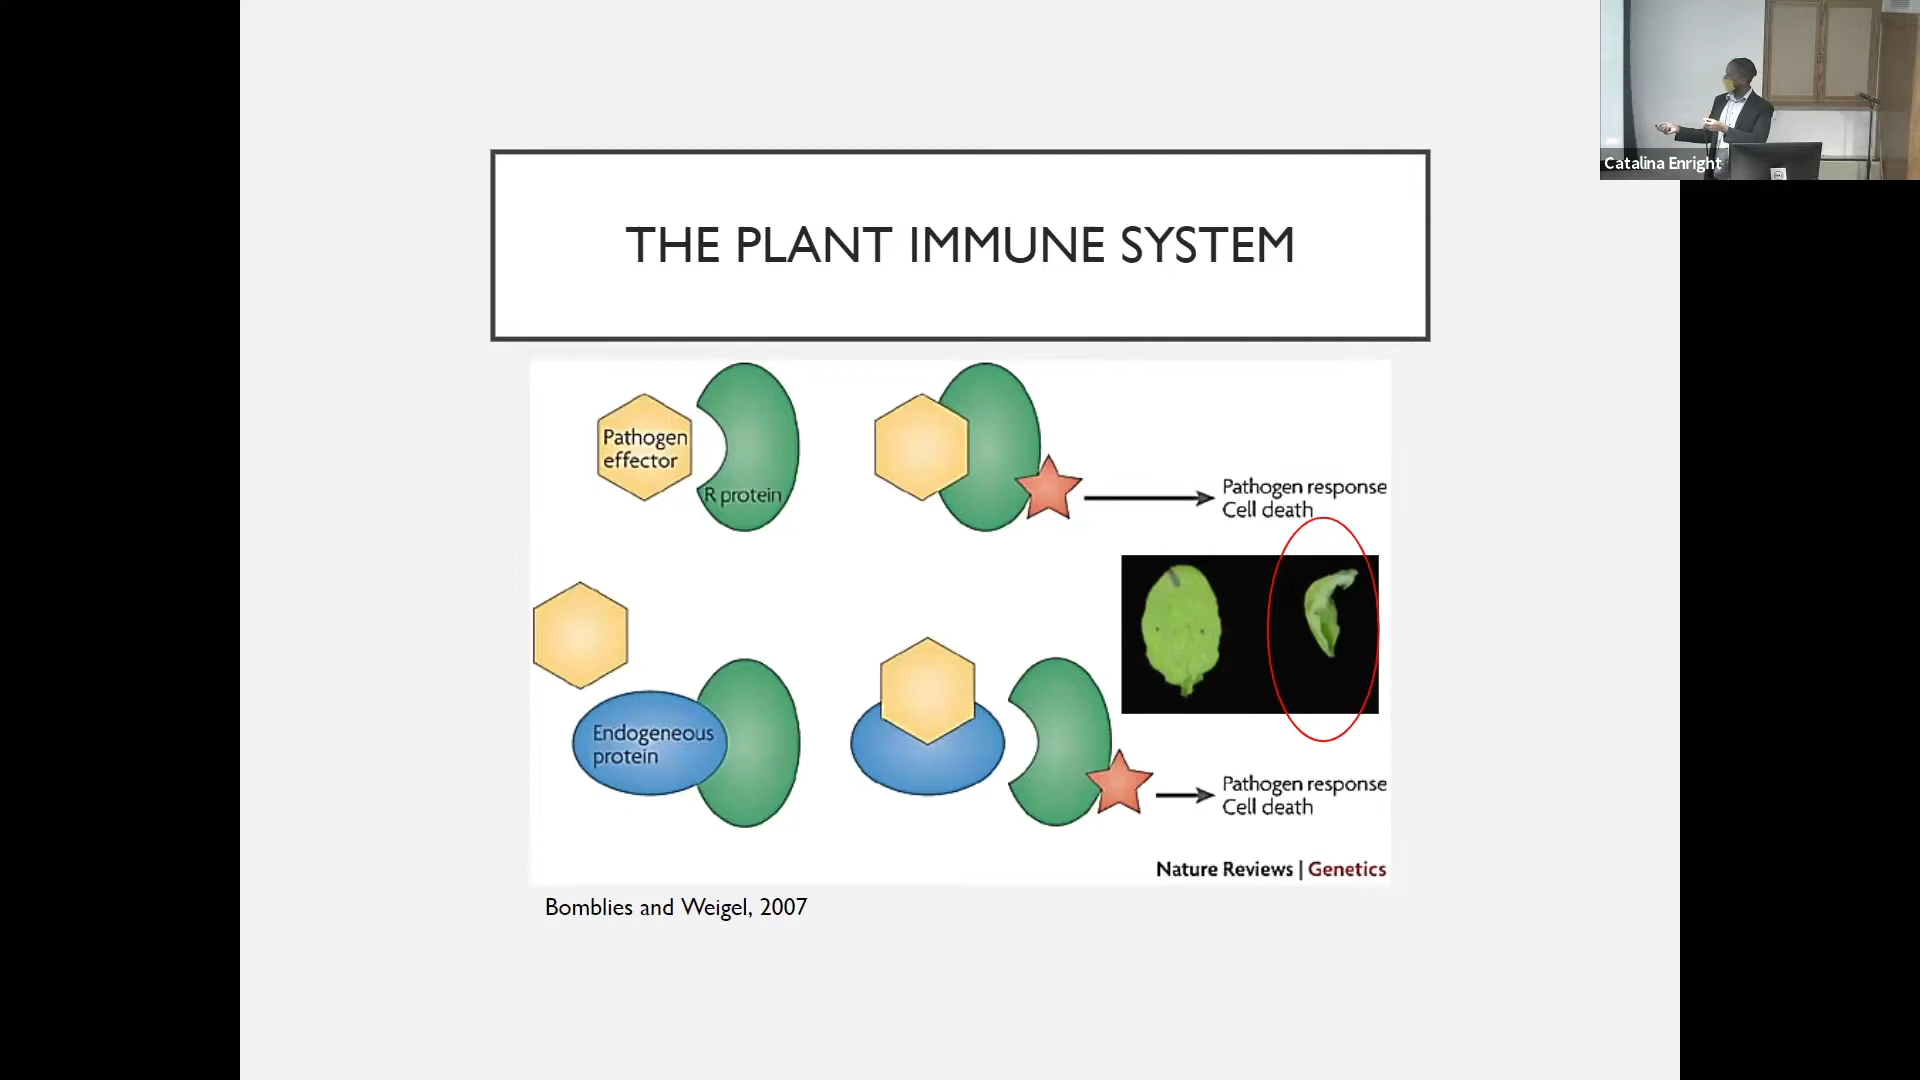 Catalina Enright
THE PLANT IMMUNE SYSTEM
Pathogen
effector
R protein
Pathogen response
Cell death
Endogeneous
protein
Pathogen response
Cell death
Nature Reviews | Genetics
Bomblies and Weigel, 2007